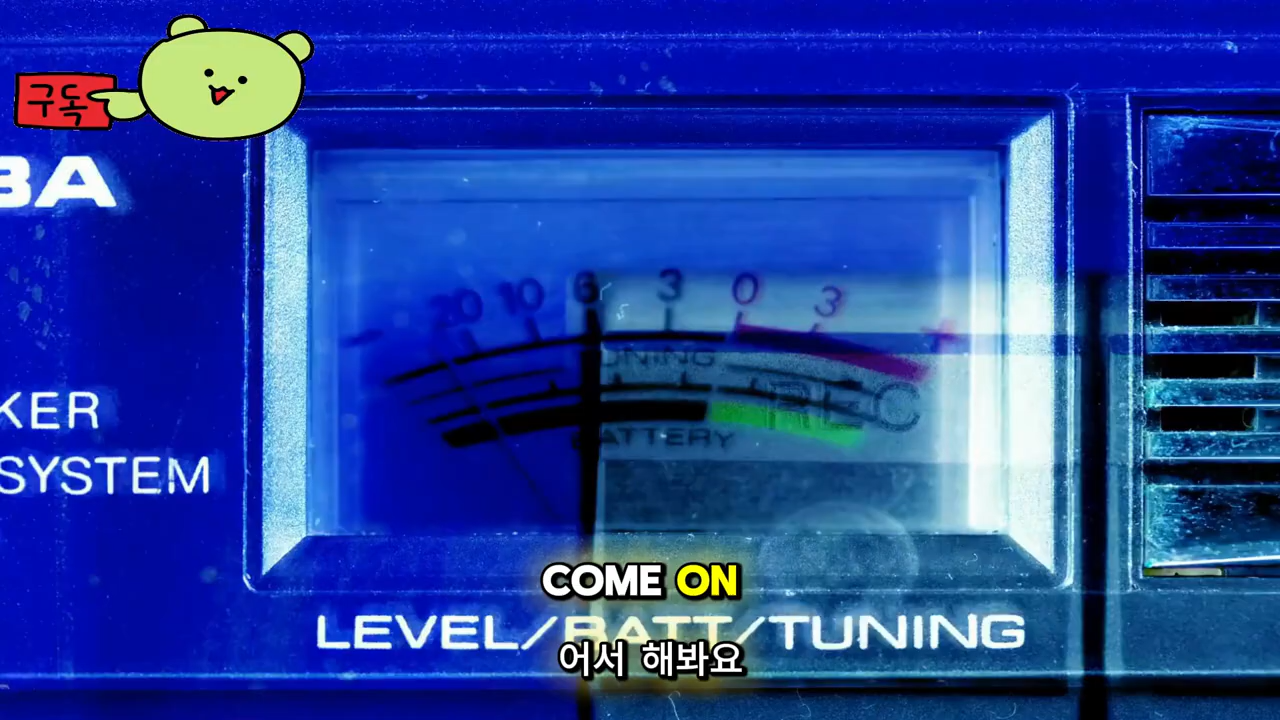 구독
BA
20 10 6 3 0 3 +
TUNING
REC
BATTERY
KER
SYSTEM
COME ON
LEVEL/BATT/TUNING
어서 해봐요